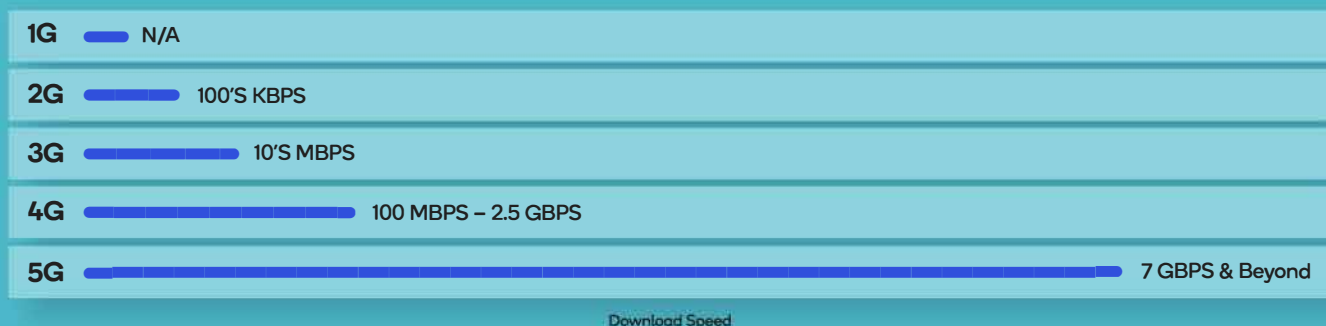 1G N/A
2G 100'S KBPS
3G 10'S MBPS
4G 100 MBPS – 2.5 GBPS
5G 7 GBPS & Beyond
Download Speed